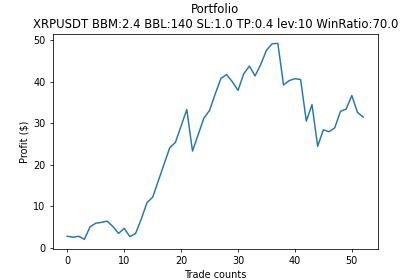 Portfolio
XRPUSDT BBM:2.4 BBL:140 SL:1.0 TP:0.4 lev:10 WinRatio:70.0
50
40
30
20
10
0
Profit ($)
0 10 20 30 40 50
Trade counts